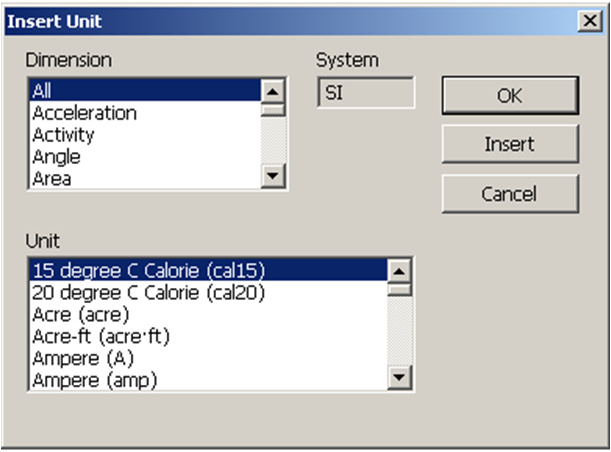 Insert Unit
Dimension
All
Acceleration
Activity
Angle
Area
System
SI
OK
Insert
Cancel
Unit
15 degree C Calorie (cal15)
20 degree C Calorie (cal20)
Acre (acre)
Acre-ft (acre·ft)
Ampere (A)
Ampere (amp)